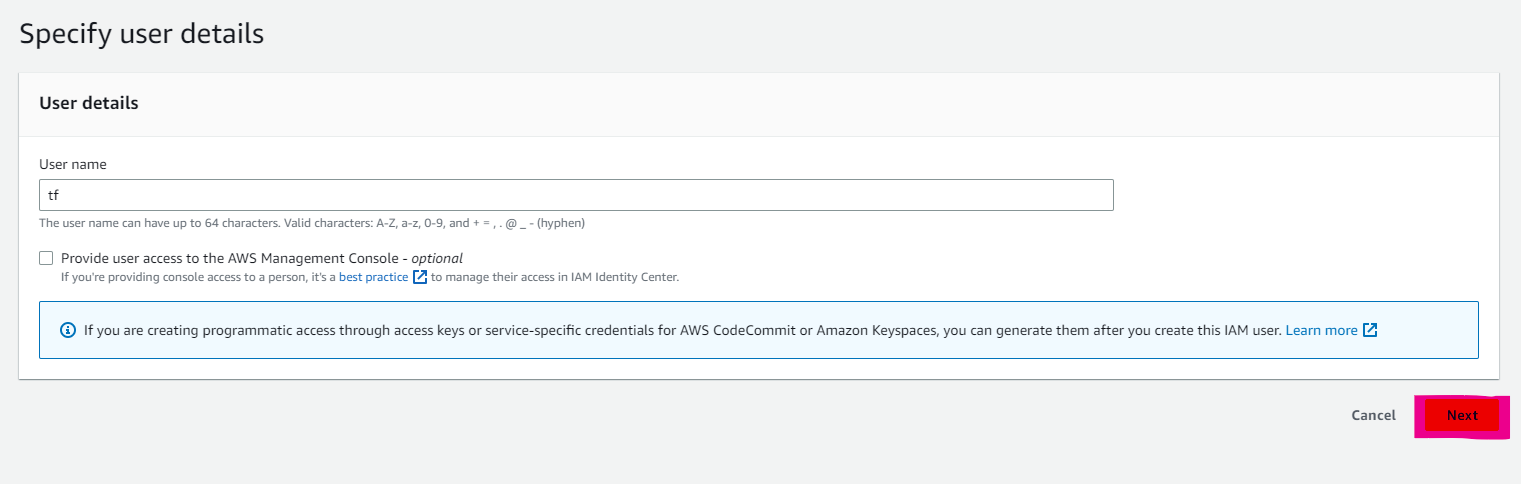 Specify user details
User details
User name
tf
The user name can have up to 64 characters. Valid characters: A-Z, a-z, 0-9, and + = , . @ _ - (hyphen)
Provide user access to the AWS Management Console - optional
If you're providing console access to a person, it's a best practice to manage their access in IAM Identity Center.
If you are creating programmatic access through access keys or service-specific credentials for AWS CodeCommit or Amazon Keyspaces, you can generate them after you create this IAM user. Learn more
Cancel Next